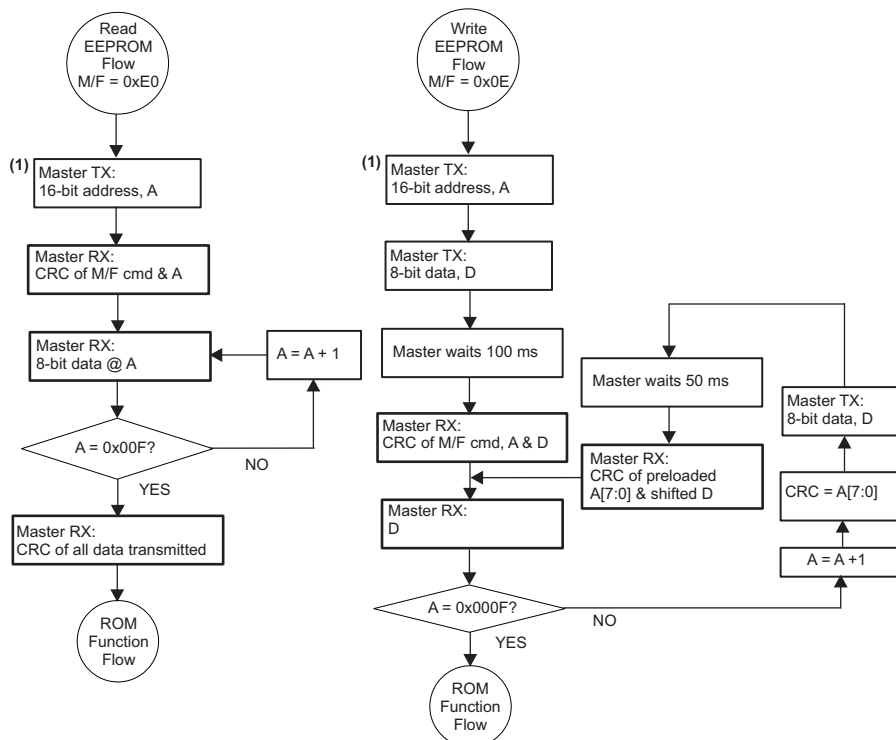 Read
EEPROM
Flow
M/F = 0xE0
(1)
Master TX:
16-bit address, A
Master RX:
CRC of M/F cmd & A
Master RX:
8-bit data @ A
A = A + 1
A = 0x00F?
NO
YES
Master RX:
CRC of all data transmitted
ROM
Function
Flow
Write
EEPROM
Flow
M/F = 0x0E
(1)
Master TX:
16-bit address, A
Master TX:
8-bit data, D
Master waits 100 ms
Master RX:
CRC of M/F cmd, A & D
Master RX:
D
A = 0x000F?
NO
YES
ROM
Function
Flow
A = A +1
CRC = A[7:0]
Master TX:
8-bit data, D
Master waits 50 ms
Master RX:
CRC of preloaded
A[7:0] & shifted D